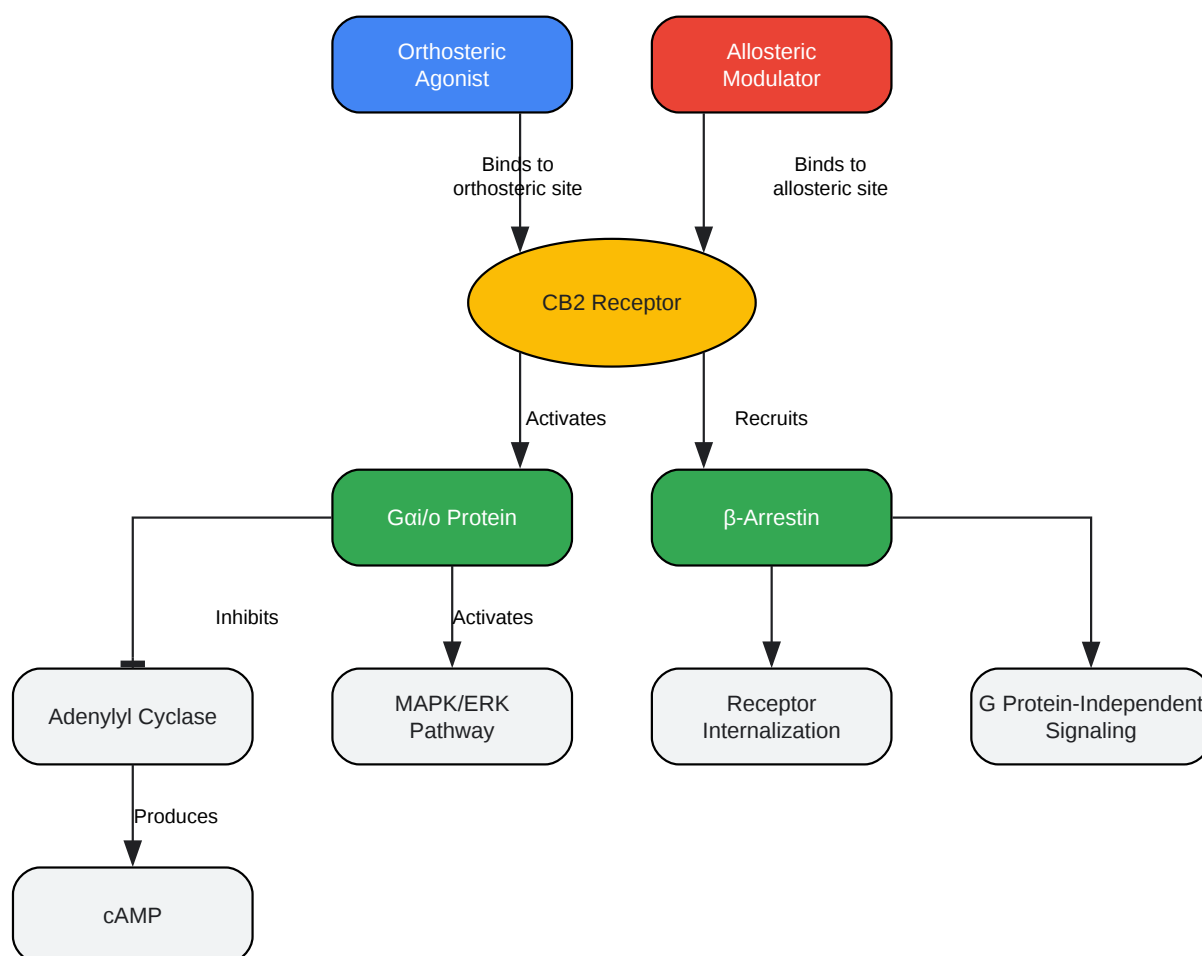 Orthosteric
Agonist
Allosteric
Modulator
Binds to
orthosteric site
Binds to
allosteric site
CB2 Receptor
Activates
Recruits
Gαi/o Protein
β-Arrestin
Inhibits
Activates
Adenylyl Cyclase
MAPK/ERK
Pathway
Receptor
Internalization
G Protein-Independent
Signaling
Produces
cAMP